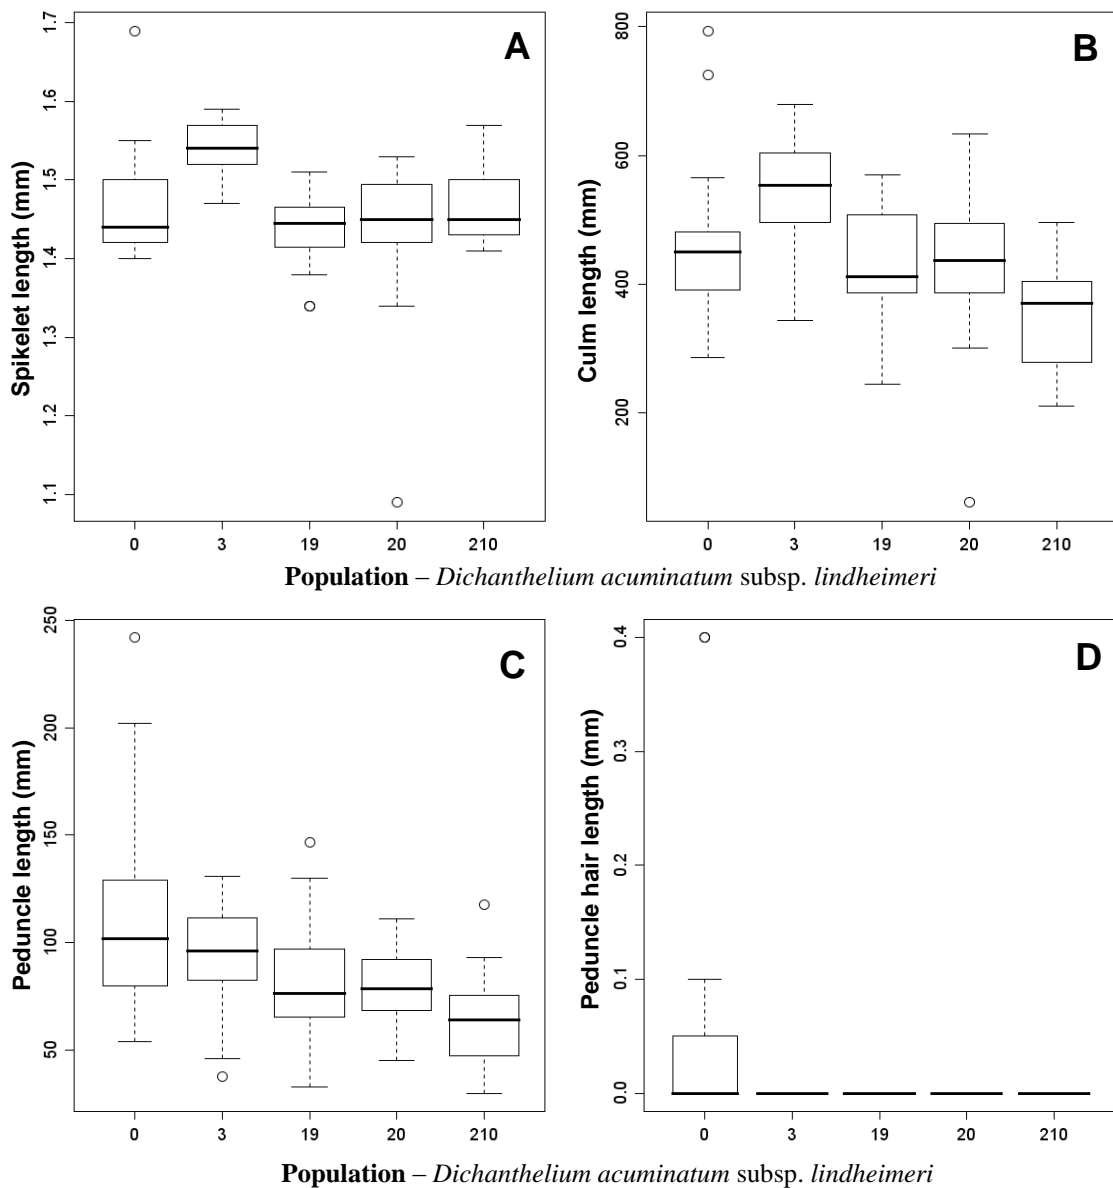 A
Spikelet length (mm)
1.7
1.6
1.5
1.4
1.3
1.2
1.1
0 3 19 20 210
B
Culm length (mm)
800
600
400
200
0 3 19 20 210
Population – Dichanthelium acuminatum subsp. lindheimeri
C
Peduncle length (mm)
250
200
150
100
50
0 3 19 20 210
D
Peduncle hair length (mm)
0.4
0.3
0.2
0.1
0.0
0 3 19 20 210
Population – Dichanthelium acuminatum subsp. lindheimeri